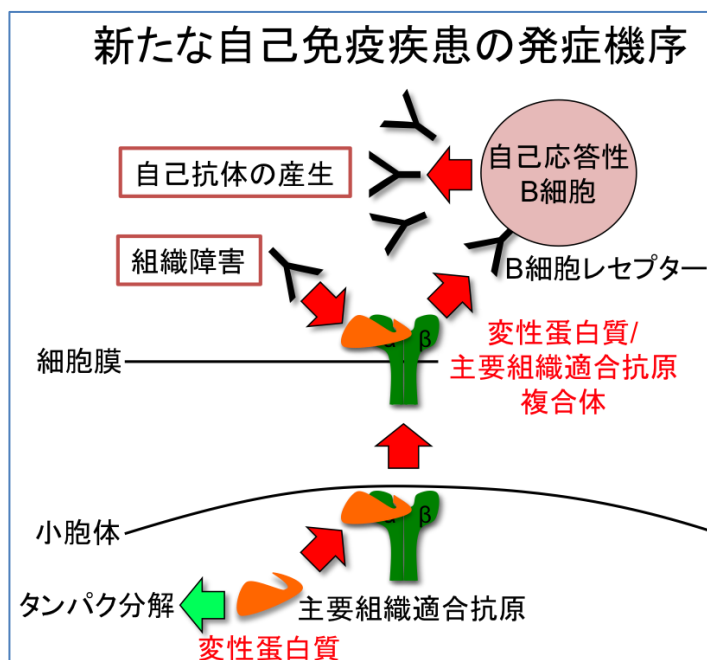 新たな自己免疫疾患の発症機序
自己抗体の産生
自己応答性
B細胞
組織障害
B細胞レセプター
β
変性蛋白質/
主要組織適合抗原
複合体
細胞膜
β
小胞体
タンパク分解
主要組織適合抗原
変性蛋白質